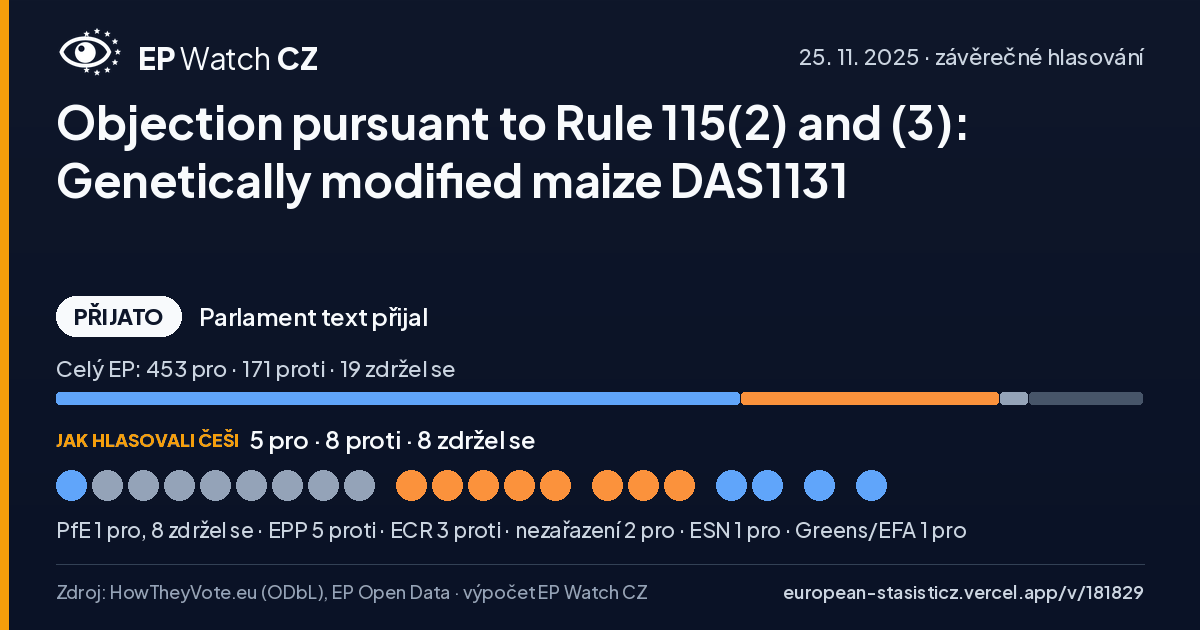 EP Watch CZ
25. 11. 2025 · závěrečné hlasování
Objection pursuant to Rule 115(2) and (3):
Genetically modified maize DAS1131
PŘIJATO Parlament text přijal
Celý EP: 453 pro · 171 proti · 19 zdržel se
JAK HLASOVALI ČEŠI 5 pro · 8 proti · 8 zdržel se
PfE 1 pro, 8 zdržel se · EPP 5 proti · ECR 3 proti · nezařazení 2 pro · ESN 1 pro · Greens/EFA 1 pro
Zdroj: HowTheyVote.eu (ODbL), EP Open Data · výpočet EP Watch CZ
european-stasisticz.vercel.app/v/181829